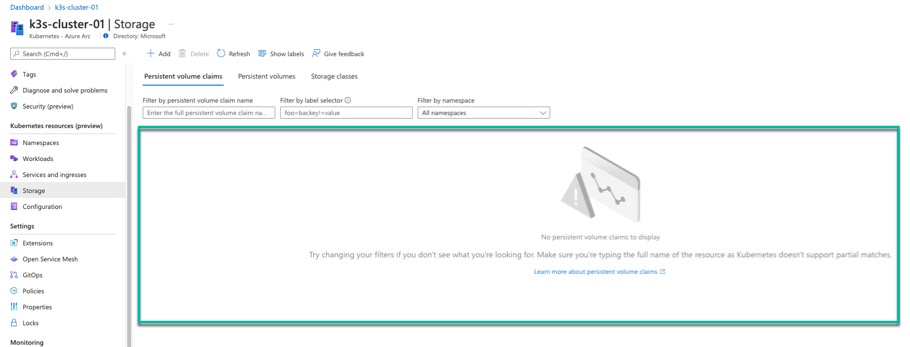 Dashboard > k3s-cluster-01
k3s-cluster-01 | Storage ...
Kubernetes - Azure Arc Directory: Microsoft
Search (Cmd+/) «
Tags
Diagnose and solve problems
Security (preview)
Kubernetes resources (preview)
Namespaces
Workloads
Services and ingresses
Storage
Configuration
Settings
Extensions
Open Service Mesh
GitOps
Policies
Properties
Locks
Monitoring
Add Delete Refresh Show labels Give feedback
Persistent volume claims Persistent volumes Storage classes
Filter by persistent volume claim name Filter by label selector Filter by namespace
Enter the full persistent volume claim na... foo=bar,key!=value All namespaces
No persistent volume claims to display
Try changing your filters if you don't see what you're looking for. Make sure you're typing the full name of the resource as Kubernetes doesn't support partial matches.
Learn more about persistent volume claims